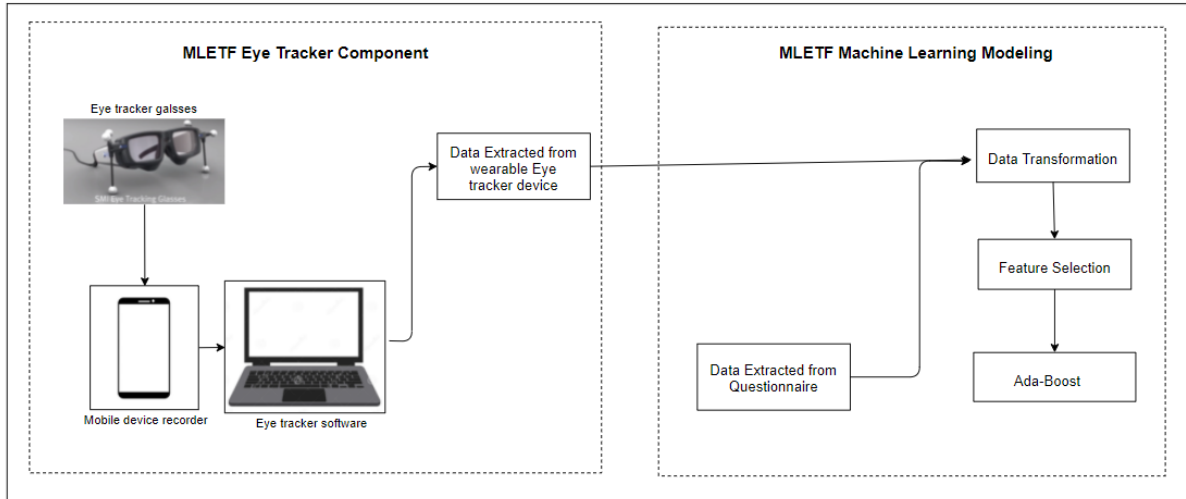 MLETF Eye Tracker Component
Eye tracker galsses
SMI Eye Tracking Glasses
Mobile device recorder
Eye tracker software
Data Extracted from
wearable Eye
tracker device
MLETF Machine Learning Modeling
Data Transformation
Feature Selection
Data Extracted from
Questionnaire
Ada-Boost